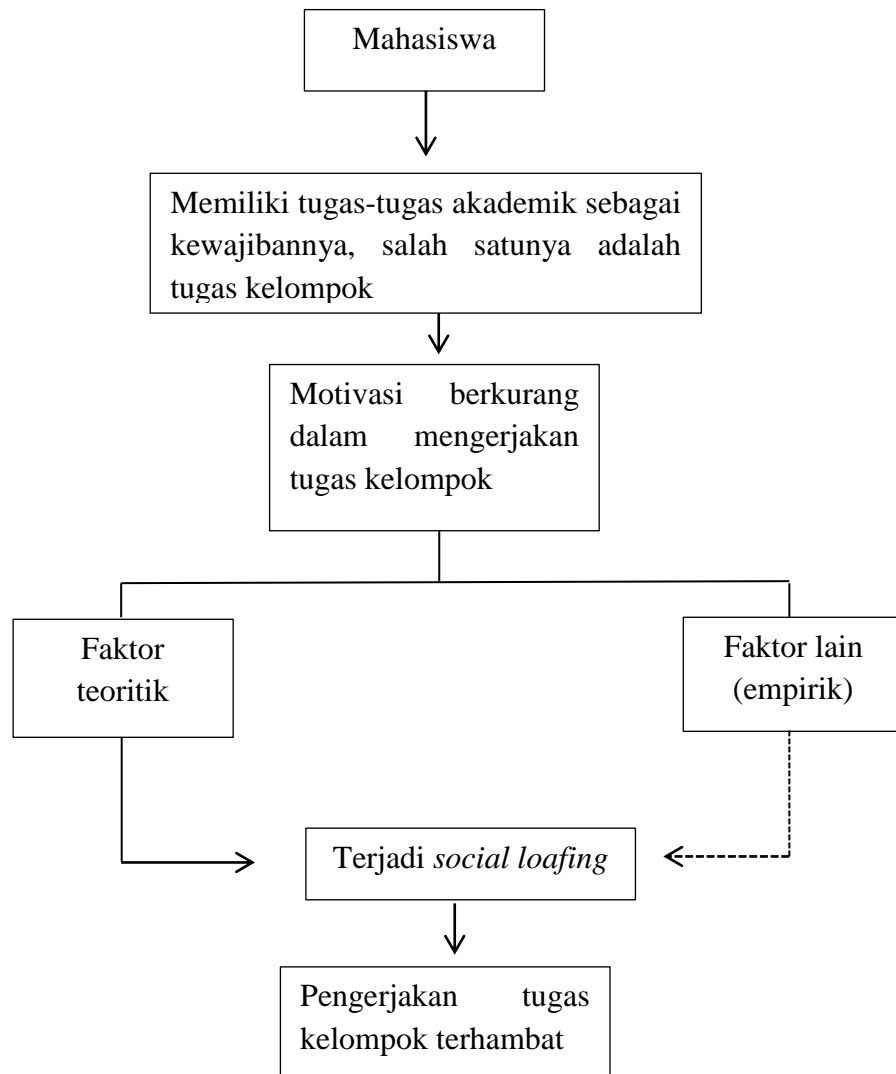 Mahasiswa
Memiliki tugas-tugas akademik sebagai
kewajibannya, salah satunya adalah
tugas kelompok
Motivasi berkurang
dalam mengerjakan
tugas kelompok
Faktor
teoritik
Faktor lain
(empirik)
Terjadi social loafing
Pengerjakan tugas
kelompok terhambat